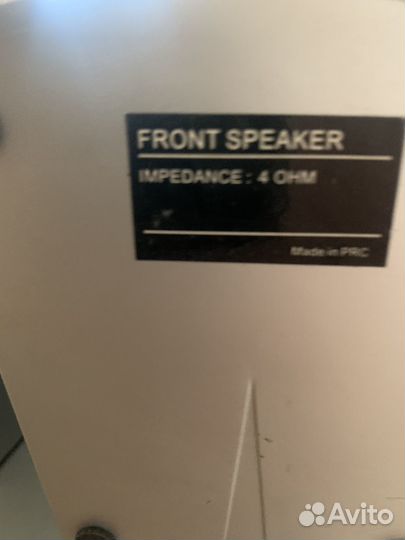 FRONT SPEAKER
IMPEDANCE : 4 OHM
Made in PRC
Avito